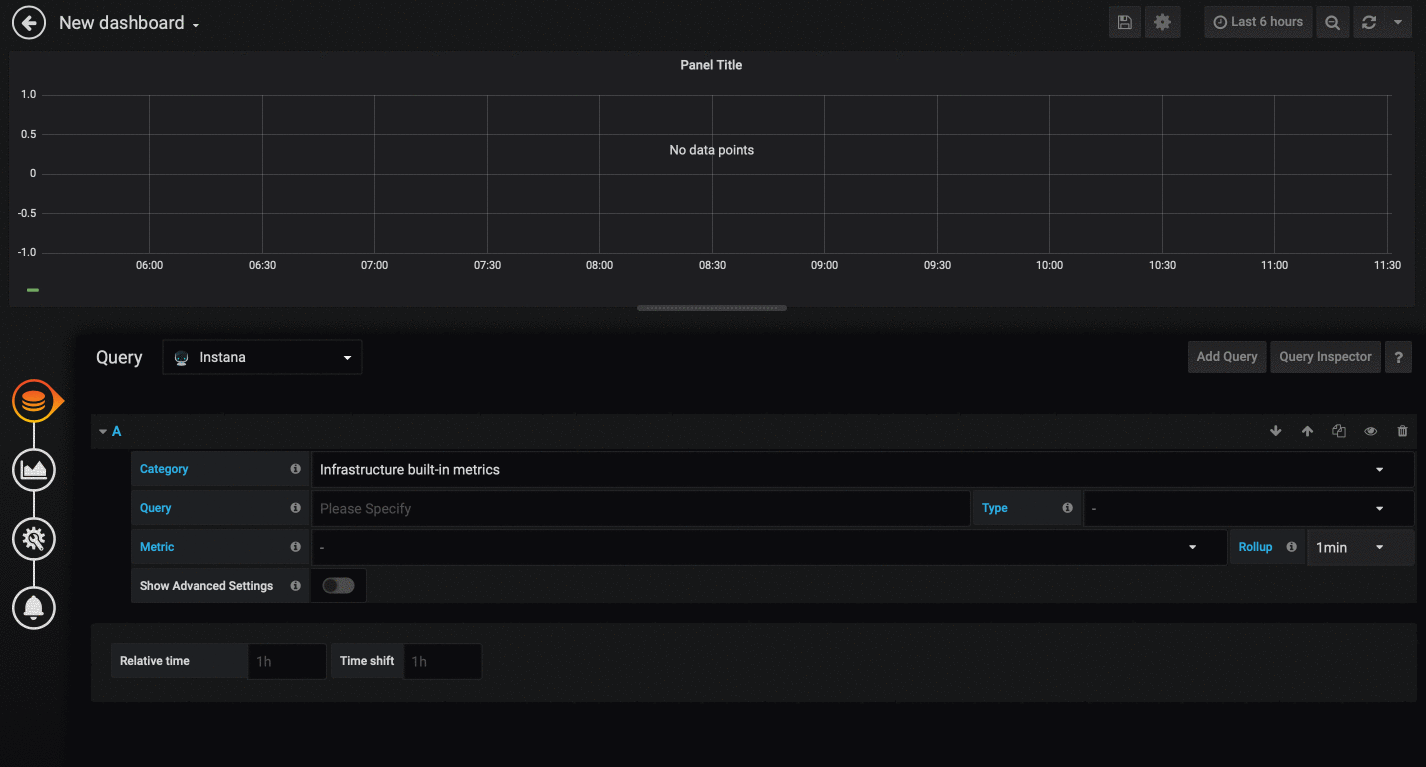 New dashboard
Last 6 hours
Panel Title
1.0
0.5
0
-0.5
-1.0
No data points
06:00 06:30 07:00 07:30 08:00 08:30 09:00 09:30 10:00 10:30 11:00 11:30
Query Instana Add Query Query Inspector ?
A
Category Infrastructure built-in metrics
Query Please Specify Type -
Metric - Rollup 1min
Show Advanced Settings
Relative time 1h Time shift 1h